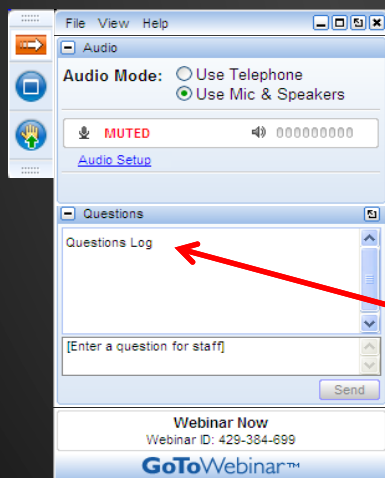 File View Help
Audio
Audio Mode: Use Telephone
Use Mic & Speakers
MUTED 000000000
Audio Setup
Questions
Questions Log
[Enter a question for staff]
Send
Webinar Now
Webinar ID: 429-384-699
GoToWebinar™